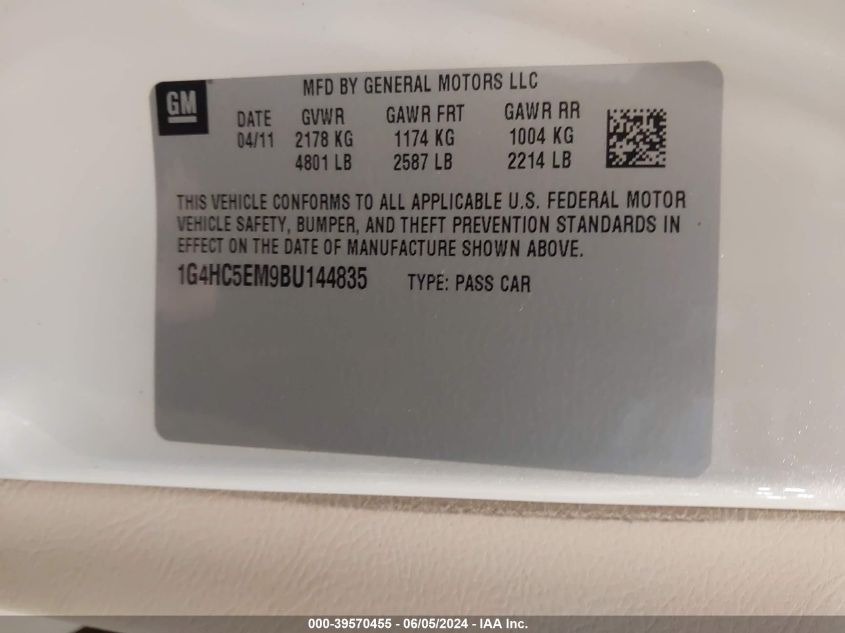 GM
MFD BY GENERAL MOTORS LLC
DATE GVWR GAWR FRT GAWR RR
04/11 2178 KG 1174 KG 1004 KG
4801 LB 2587 LB 2214 LB
THIS VEHICLE CONFORMS TO ALL APPLICABLE U.S. FEDERAL MOTOR
VEHICLE SAFETY, BUMPER, AND THEFT PREVENTION STANDARDS IN
EFFECT ON THE DATE OF MANUFACTURE SHOWN ABOVE.
1G4HC5EM9BU144835 TYPE: PASS CAR
000-39570455 - 06/05/2024 - IAA Inc.